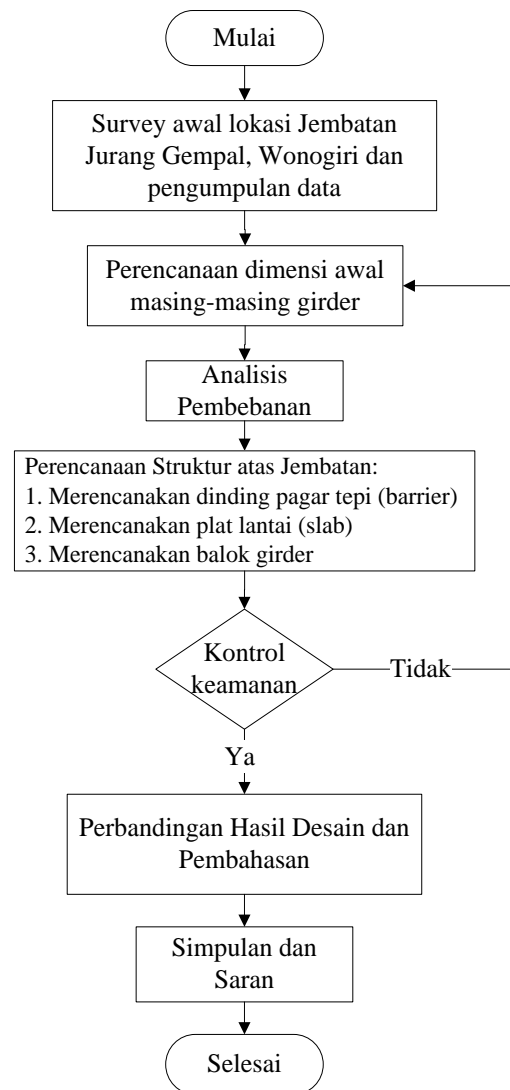 Mulai
Survey awal lokasi Jembatan
Jurang Gempal, Wonogiri dan
pengumpulan data
Perencanaan dimensi awal
masing-masing girder
Analisis
Pembebanan
Perencanaan Struktur atas Jembatan:
1. Merencanakan dinding pagar tepi (barrier)
2. Merencanakan plat lantai (slab)
3. Merencanakan balok girder
Kontrol
keamanan
Tidak
Ya
Perbandingan Hasil Desain dan
Pembahasan
Simpulan dan
Saran
Selesai